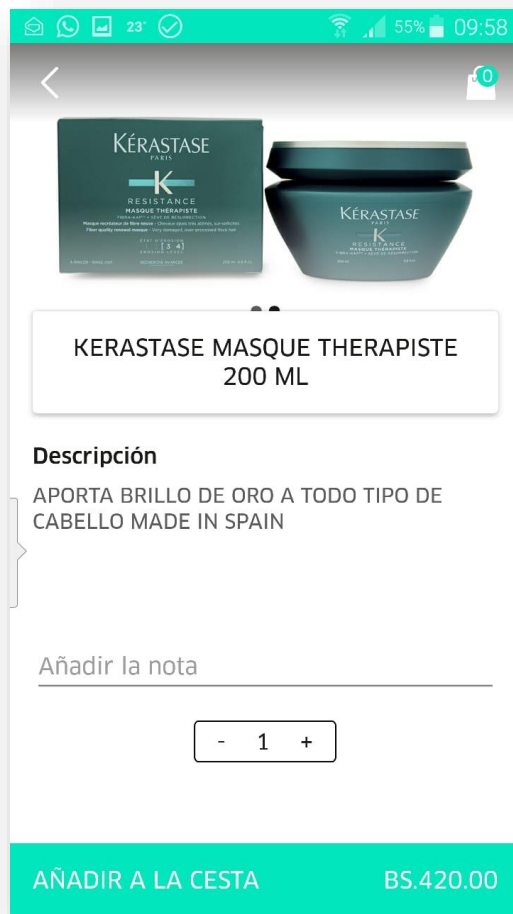 23°
55%
09:58
0
KÉRASTASE
PARIS
K
RESISTANCE
MASQUE THERAPISTE
KÉRASTASE
PARIS
K
RESISTANCE
MASQUE THERAPISTE
[3 4]
KERASTASE MASQUE THERAPISTE
200 ML
Descripción
APORTA BRILLO DE ORO A TODO TIPO DE
CABELLO MADE IN SPAIN
Añadir la nota
- 1 +
AÑADIR A LA CESTA
BS.420.00